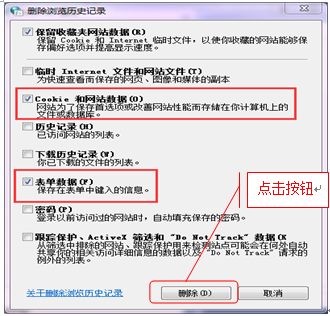 删除浏览历史记录
保留收藏夹网站数据(R)
保留 Cookie 和 Internet 临时文件，以使你收藏的网站能够保存偏好选项并提高显示速度。
临时 Internet 文件和网站文件(T)
为快速查看而保存的网页、图像和媒体的副本
Cookie 和网站数据(O)
网站为了保存首选项或改善网站性能而存储在你计算机上的
文件或数据库。
历史记录(H)
已访问网站的列表。
下载历史记录(W)
你已下载的文件的列表。
表单数据(F)
保存在表单中键入的信息。
点击按钮
密码(P)
登录以前访问过的网站时，自动填充保存的密码。
跟踪保护、ActiveX 筛选和 "Do Not Track" 数据(K
从筛选中排除的网站、跟踪保护用来检测站点可能会在何处自动
共享你的相关访问详细信息的数据以及 "Do Not Track" 请求的
例外的列表。
关于删除浏览历史记录
删除(D)
取消